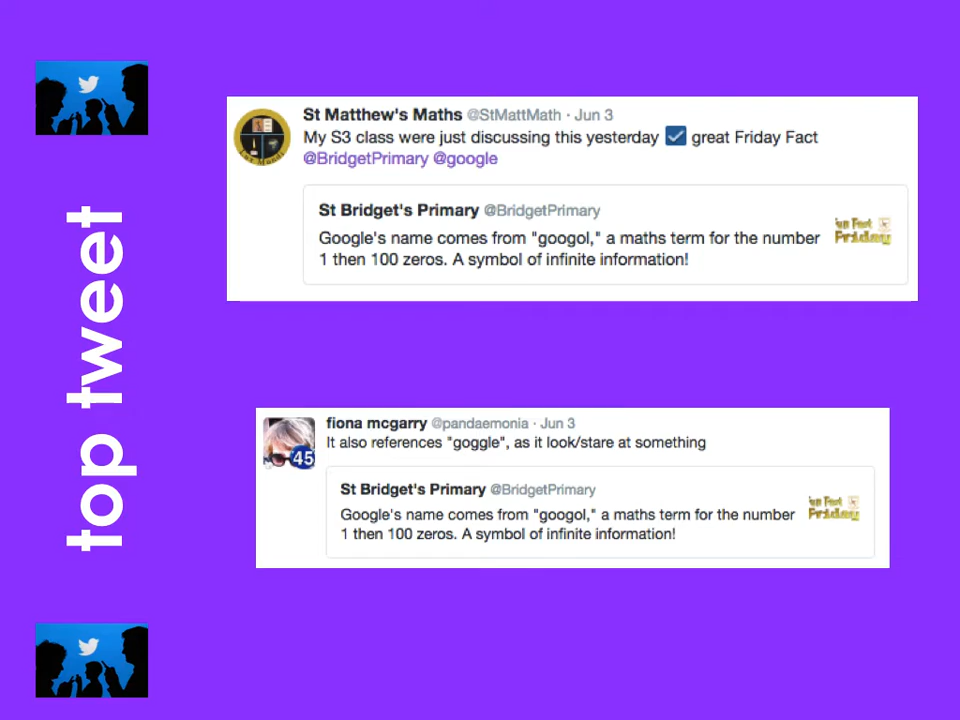 top tweet
St Matthew's Maths @StMattMath · Jun 3
My S3 class were just discussing this yesterday ☑ great Friday Fact
@BridgetPrimary @google
St Bridget's Primary @BridgetPrimary
Google's name comes from "googol," a maths term for the number
1 then 100 zeros. A symbol of infinite information!
Friday
fiona mcgarry @pandaemonia · Jun 3
45
It also references "goggle", as it look/stare at something
St Bridget's Primary @BridgetPrimary
Google's name comes from "googol," a maths term for the number
1 then 100 zeros. A symbol of infinite information!
Friday